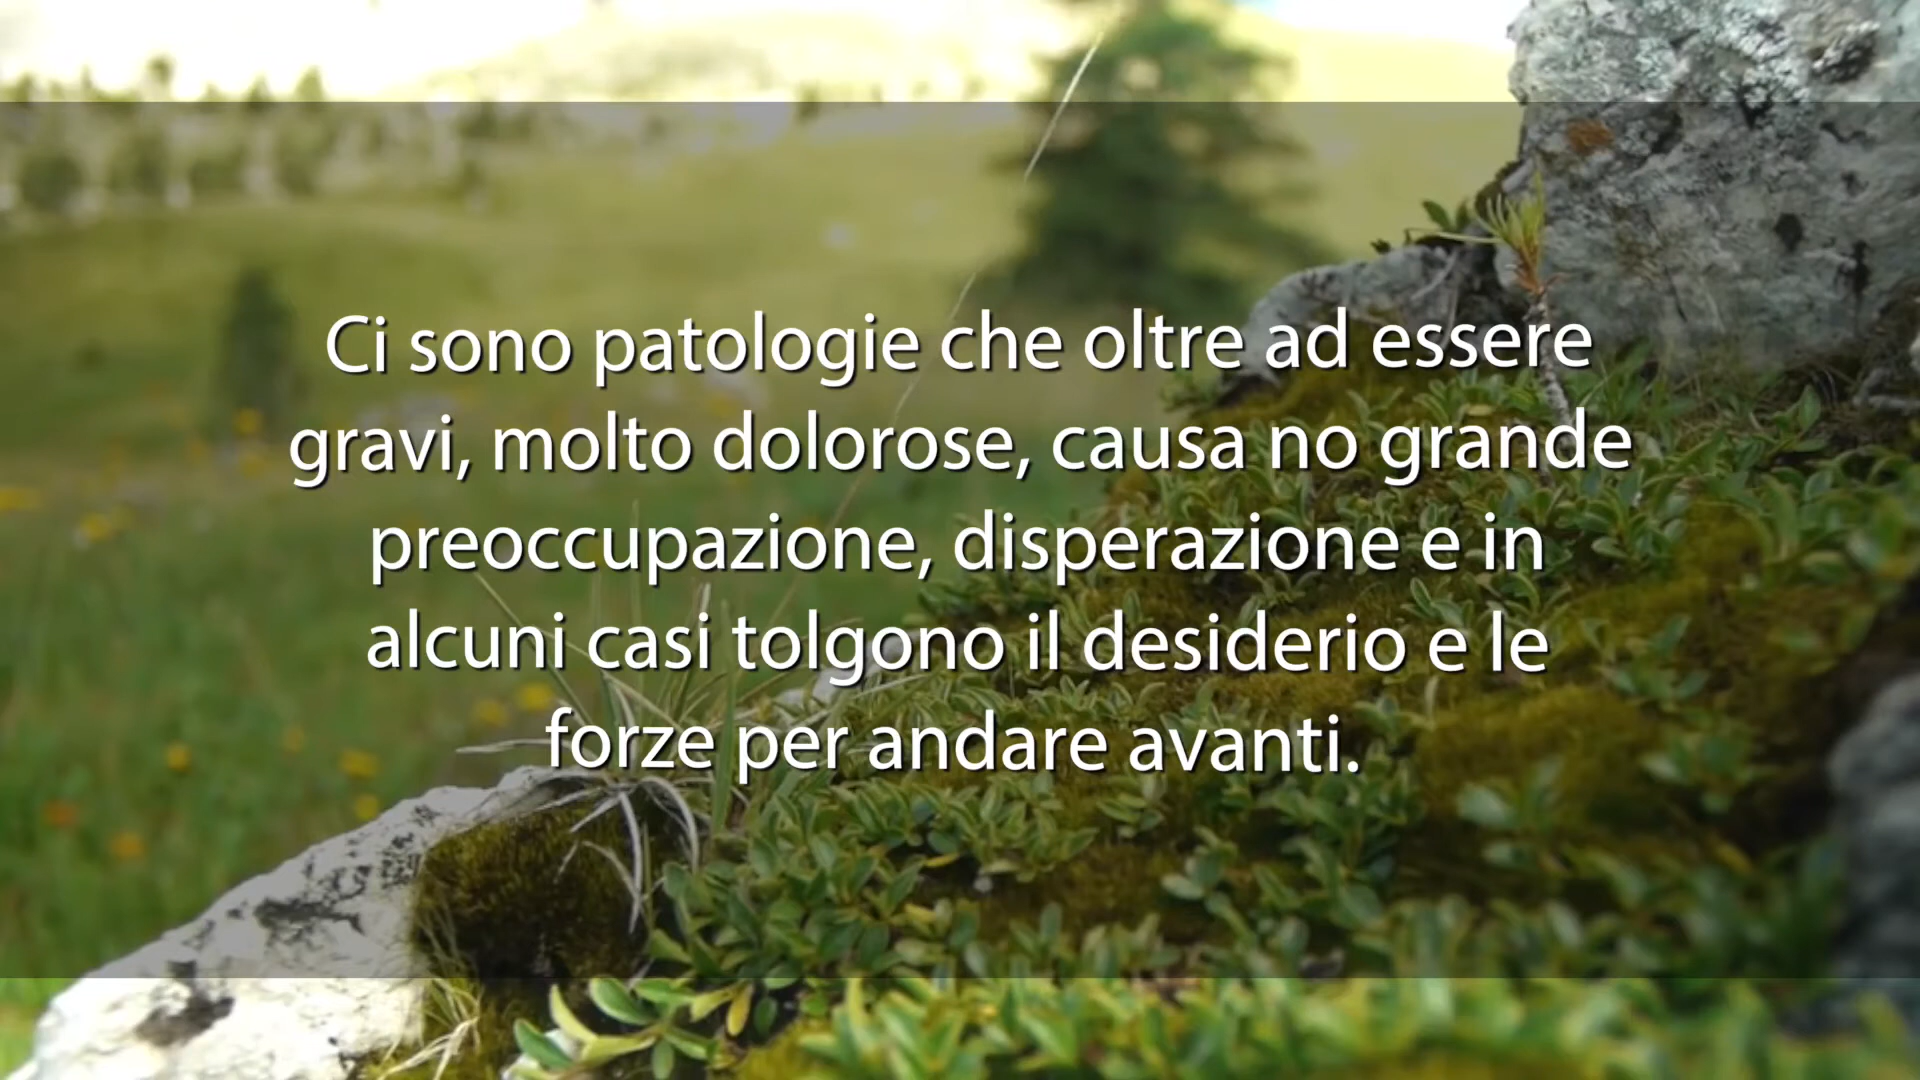 Ci sono patologie che oltre ad essere
gravi, molto dolorose, causa no grande
preoccupazione, disperazione e in
alcuni casi tolgono il desiderio e le
forze per andare avanti.